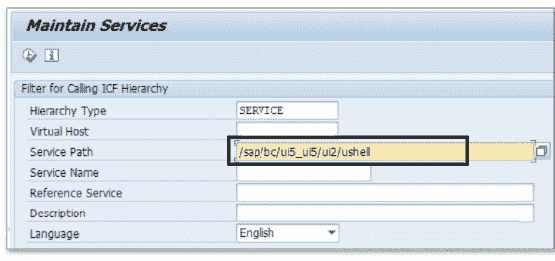 Maintain Services
Filter for Calling ICF Hierarchy
Hierarchy Type SERVICE
Virtual Host
Service Path /sap/bc/ui5_ui5/ui2/ushell
Service Name
Reference Service
Description
Language English